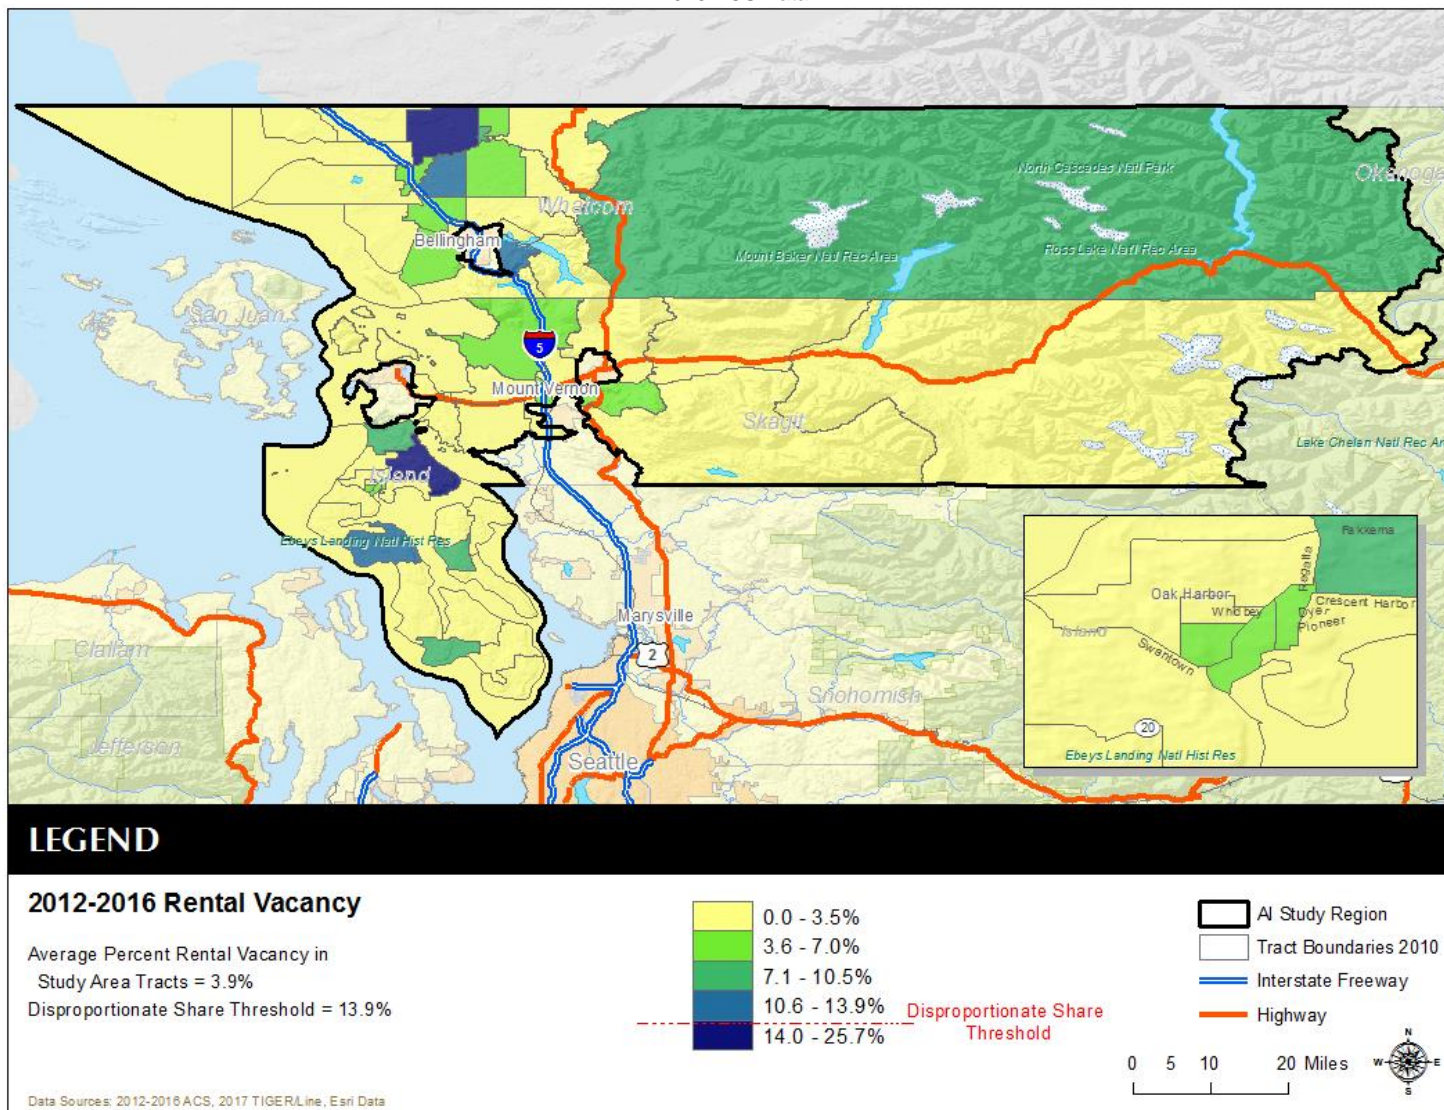 North Cascades Natl Park
Okanoga
Whatcom
Bellingham
Mount Baker Natl Rec Area
Ross Lake Natl Rec Area
San Juan
5
Mount Vernon
Skagit
Lake Chelan Natl Rec Ar
Island
Ebeys Landing Natl Hist Res
Fakkema
Regatta
Oak Harbor
Whidbey
Crescent Harbor
Dyer
Pioneer
Island
Swantown
20
Ebeys Landing Natl Hist Res
Marysville
2
Clallam
Snohomish
Jefferson
Seattle
LEGEND
2012-2016 Rental Vacancy
Average Percent Rental Vacancy in
Study Area Tracts = 3.9%
Disproportionate Share Threshold = 13.9%
0.0 - 3.5%
3.6 - 7.0%
7.1 - 10.5%
10.6 - 13.9%
14.0 - 25.7%
Disproportionate Share
Threshold
AI Study Region
Tract Boundaries 2010
Interstate Freeway
Highway
0 5 10 20 Miles
N
W E
S
Data Sources: 2012-2016 ACS, 2017 TIGER/Line, Esri Data